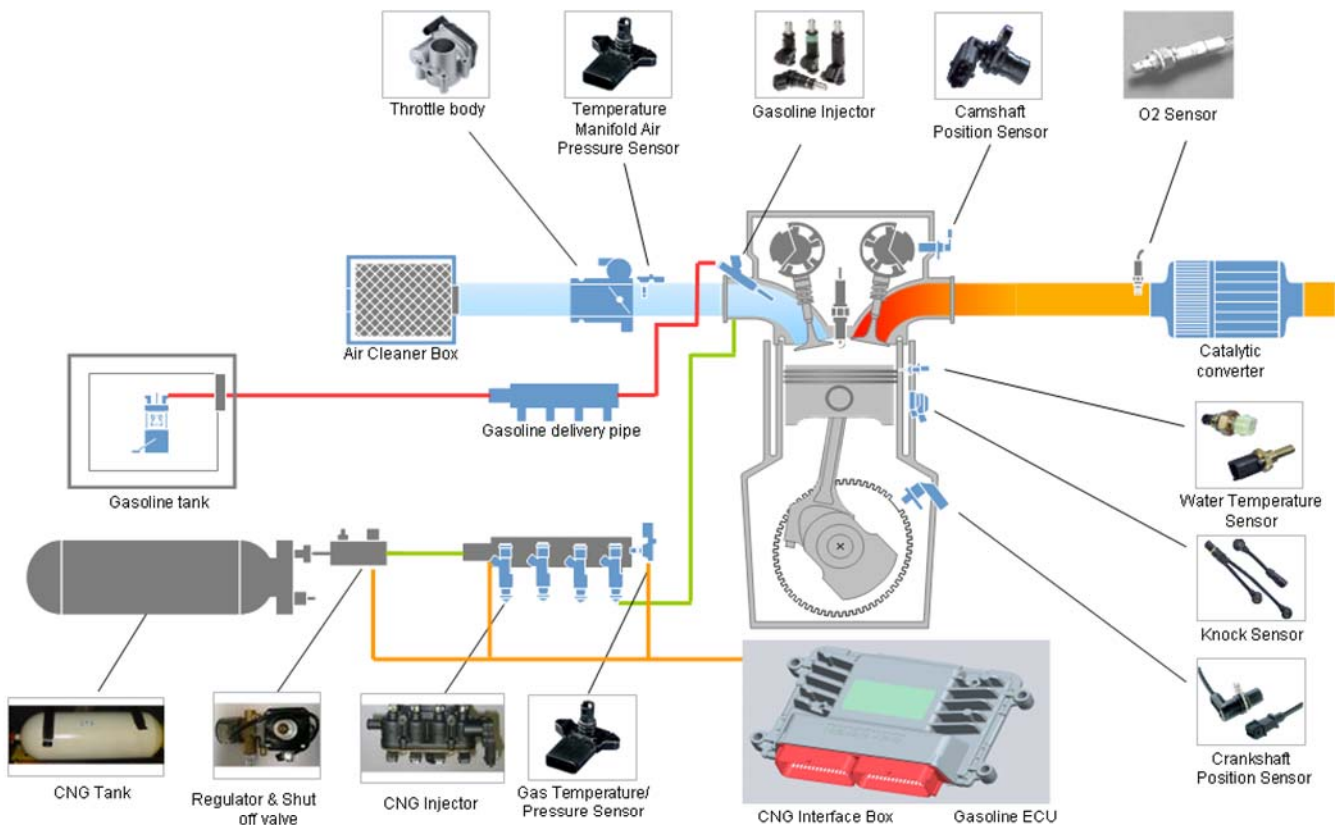 Throttle body
Temperature
Manifold Air
Pressure Sensor
Gasoline Injector
Camshaft
Position Sensor
O2 Sensor
Air Cleaner Box
Catalytic
converter
Gasoline delivery pipe
Gasoline tank
Water Temperature
Sensor
Knock Sensor
Crankshaft
Position Sensor
CNG Tank
Regulator & Shut
off valve
CNG Injector
Gas Temperature/
Pressure Sensor
CNG Interface Box
Gasoline ECU